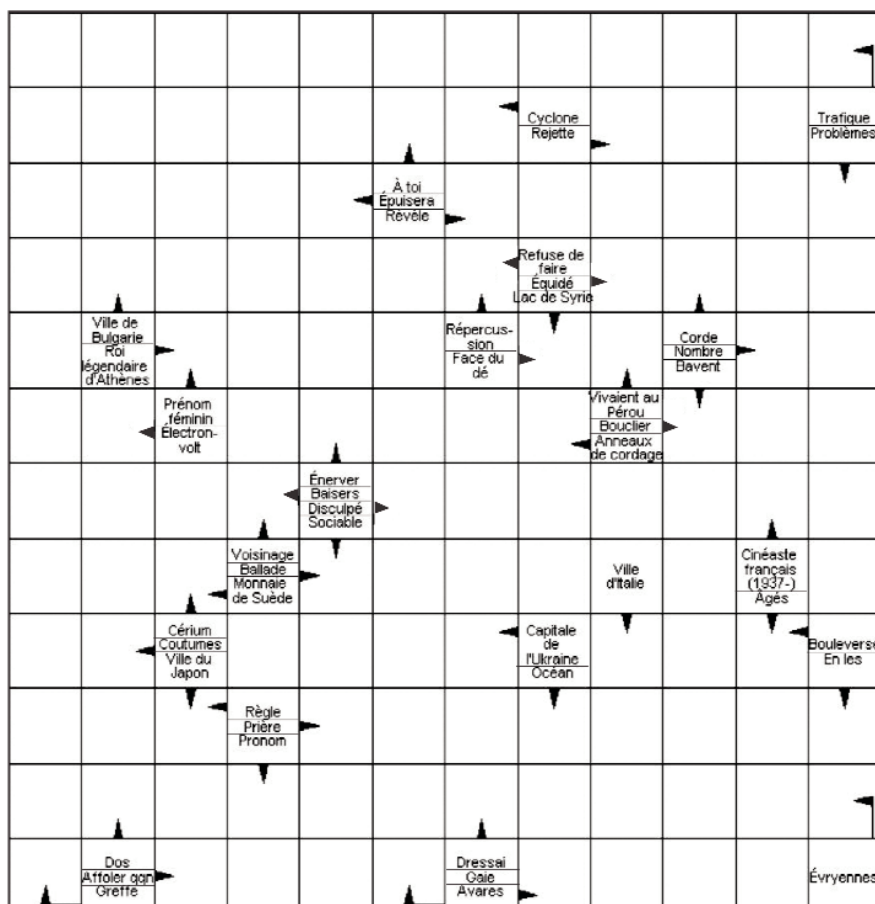 Cyclone
Rejette
Trafique
Problèmes
À toi
Épuisera
Révèle
Refuse de
faire
Équidé
Lac de Syrie
Ville de
Bulgarie
Roi
légendaire
d'Athènes
Répercus-
sion
Face du
dé
Corde
Nombre
Bavent
Prénom
féminin
Électron-
volt
Vivaient au
Pérou
Bouclier
Anneaux
de cordage
Énerver
Baisers
Disculpé
Sociable
Voisinage
Ballade
Monnaie
de Suède
Ville
d'Italie
Cinéaste
français
(1937-)
Âgés
Cérium
Coutumes
Ville du
Japon
Capitale
de
l'Ukraine
Océan
Bouleverse
En les
Règle
Prière
Pronom
Dos
Affoler qqn
Greffe
Dressai
Gaie
Avares
Évryennes